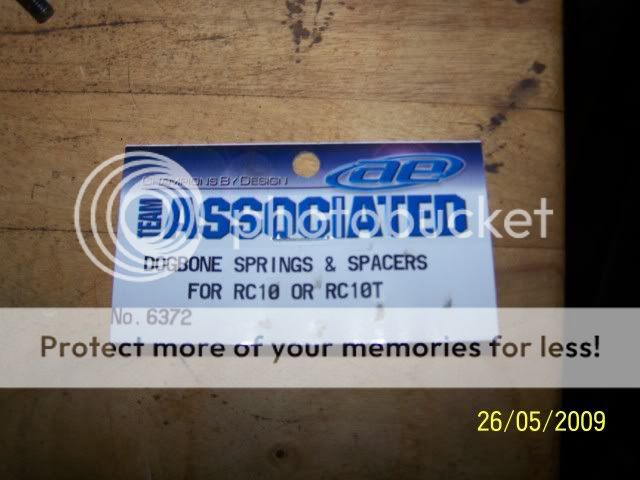 CHAMPIONS BY DESIGN
ae
TEAM ASSOCIATED
photobucket
DOGBONE SPRINGS & SPACERS
FOR RC10 OR RC10T
No. 6372
Protect more of your memories for less!
26/05/2009